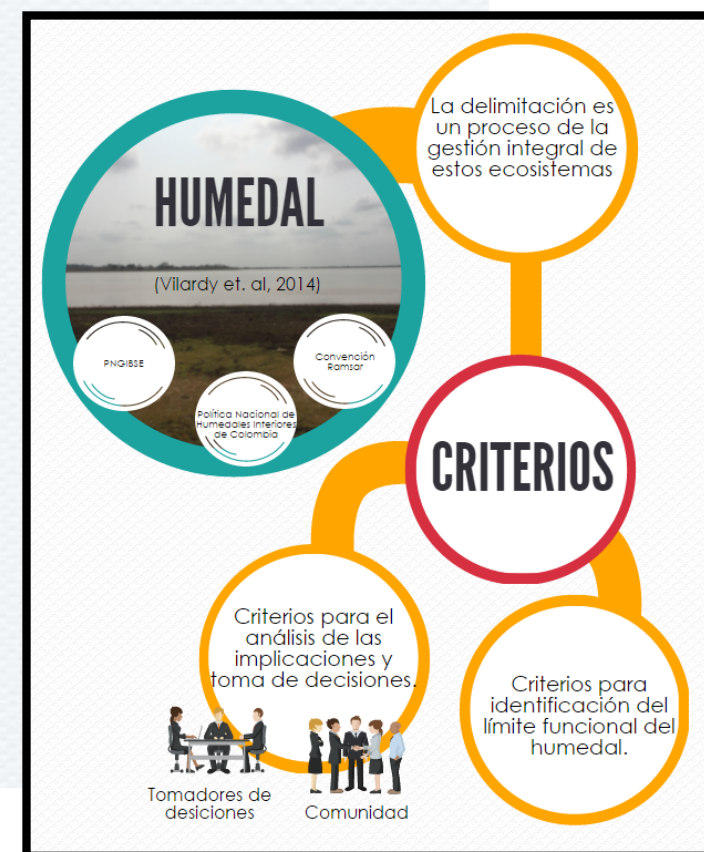 La delimitación es
un proceso de la
gestión integral de
estos ecosistemas
HUMEDAL
(Vilardy et. al, 2014)
PNGIBSE
Convención
Ramsar
Política Nacional de
Humedales Interiores
de Colombia
CRITERIOS
Criterios para el
análisis de las
implicaciones y
toma de decisiones.
Criterios para
identificación del
límite funcional del
humedal.
Tomadores de
desiciones
Comunidad